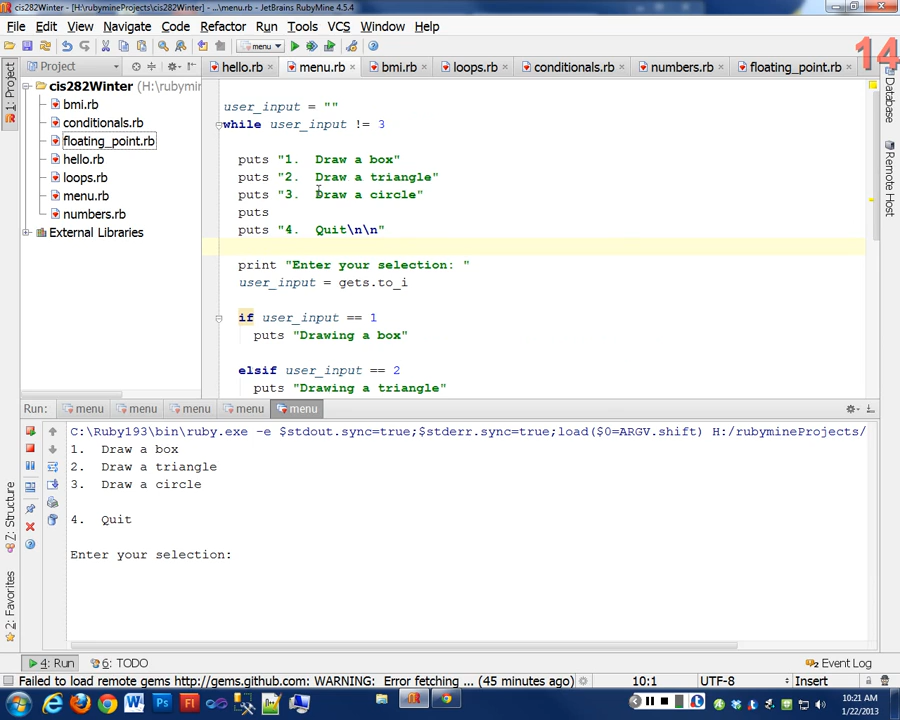 cis282Winter - [H:\rubymineProjects\cis282Winter] - ...\menu.rb - JetBrains RubyMine 4.5.4
File Edit View Navigate Code Refactor Run Tools VCS Window Help
menu
14
Project
hello.rb menu.rb bmi.rb loops.rb conditionals.rb numbers.rb floating_point.rb
1: Project
cis282Winter (H:\rubymir
bmi.rb
conditionals.rb
floating_point.rb
hello.rb
loops.rb
menu.rb
numbers.rb
External Libraries
user_input = ""
while user_input != 3
puts "1.  Draw a box"
puts "2.  Draw a triangle"
puts "3.  Draw a circle"
puts
puts "4.  Quit\n\n"
print "Enter your selection: "
user_input = gets.to_i
if user_input == 1
puts "Drawing a box"
elsif user_input == 2
puts "Drawing a triangle"
Database
Remote Host
Run: menu menu menu menu menu
C:\Ruby193\bin\ruby.exe -e $stdout.sync=true;$stderr.sync=true;load($0=ARGV.shift) H:/rubymineProjects/
1.  Draw a box
2.  Draw a triangle
3.  Draw a circle
4.  Quit
Enter your selection:
Z: Structure
2: Favorites
4: Run 6: TODO Event Log
Failed to load remote gems http://gems.github.com: WARNING: Error fetching ... (45 minutes ago) 10:1 UTF-8 Insert
10:21 AM
1/22/2013